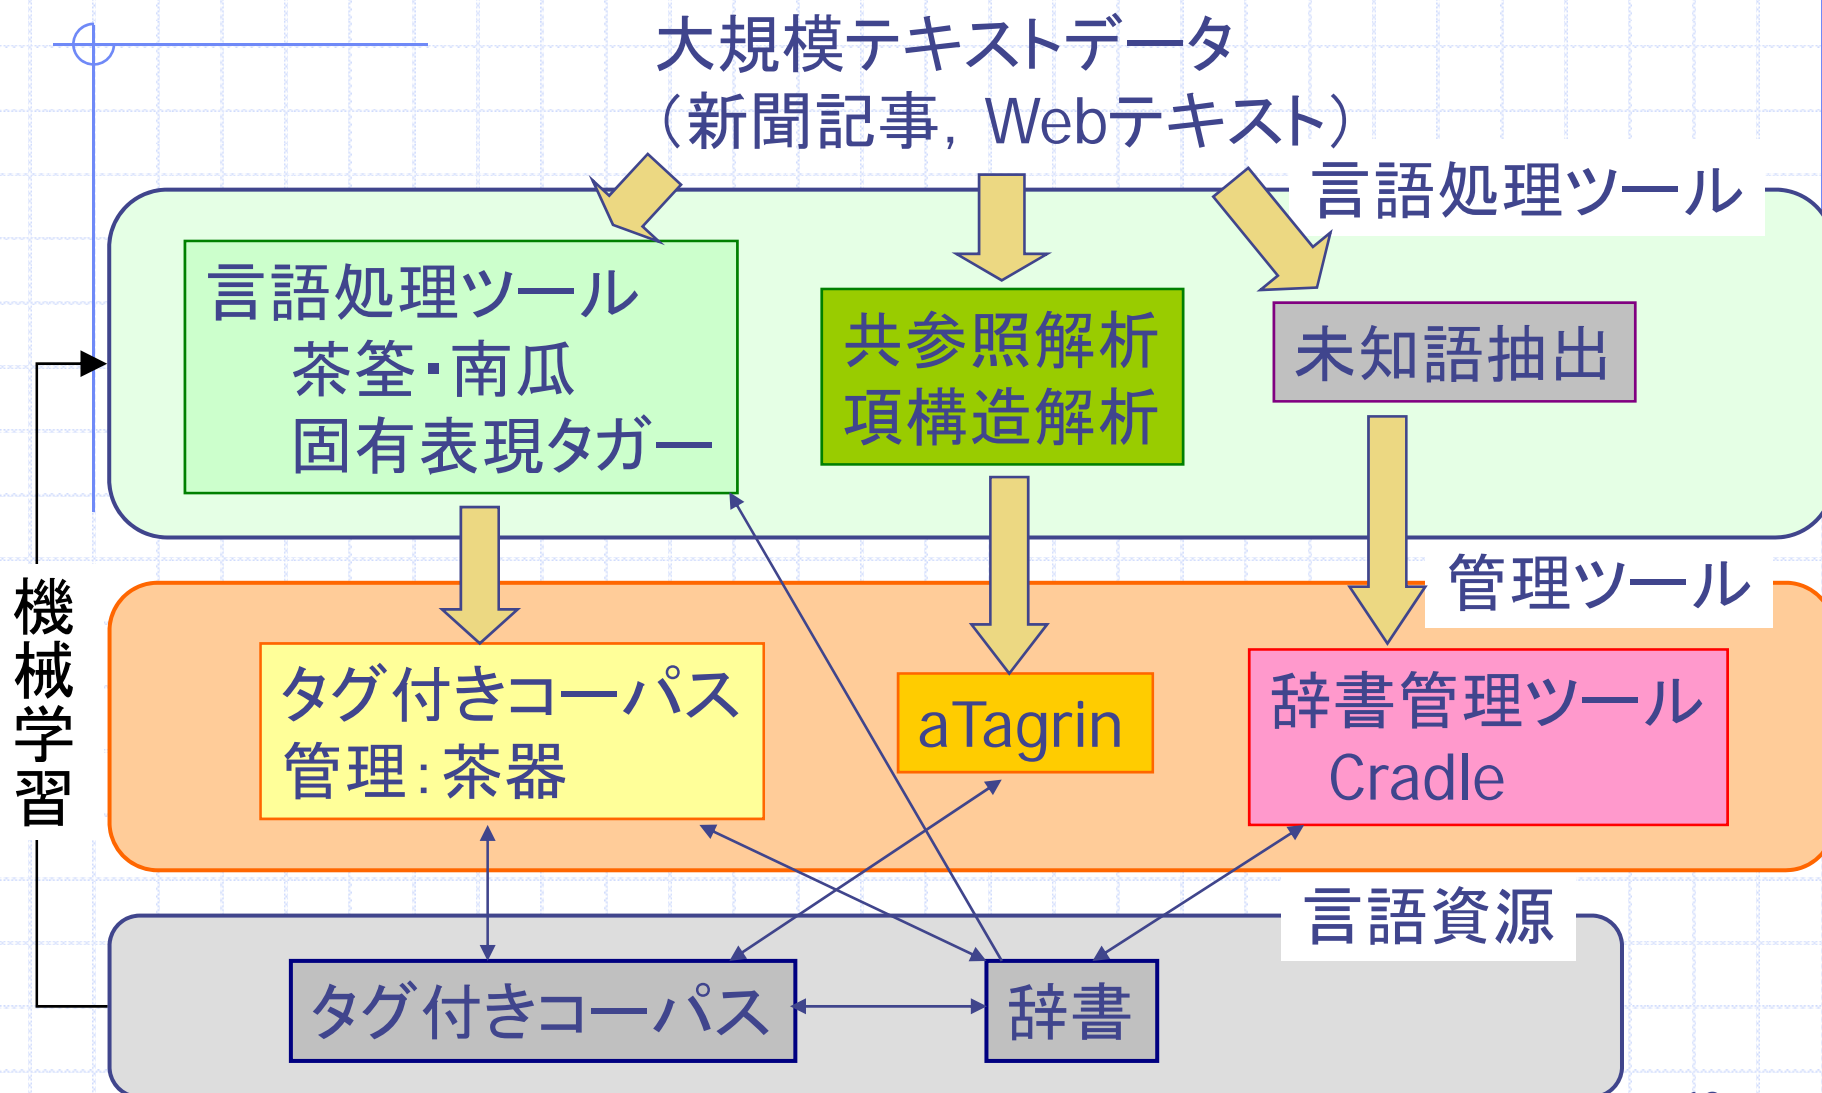 大規模テキストデータ
（新聞記事, Webテキスト）
言語処理ツール
言語処理ツール
茶筌・南瓜
固有表現タガー
共参照解析
項構造解析
未知語抽出
管理ツール
機械学習
タグ付きコーパス
管理：茶器
aTagrin
辞書管理ツール
Cradle
言語資源
タグ付きコーパス
辞書